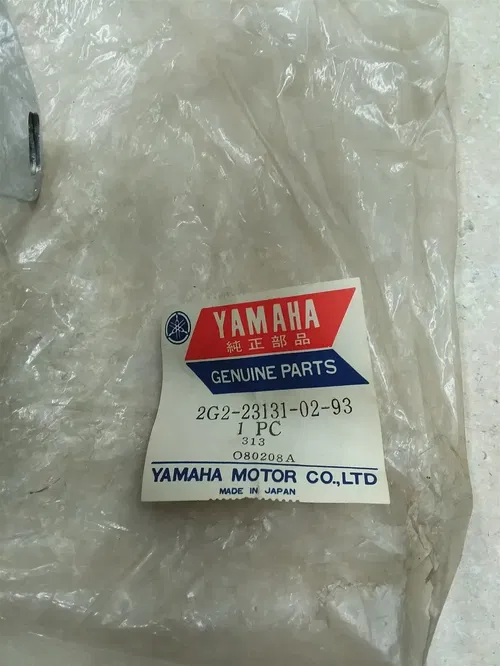 YAMAHA
純正部品
GENUINE PARTS
2G2-23131-02-93
1 PC
313
O80208A
YAMAHA MOTOR CO.,LTD
MADE IN JAPAN